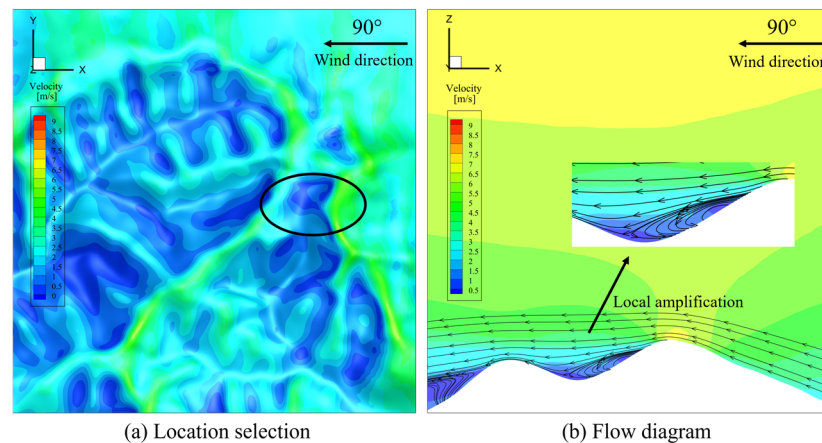 90°
Wind direction
Y
Z
X
Velocity
[m/s]
9
8.5
8
7.5
7
6.5
6
5.5
5
4.5
4
3.5
3
2.5
2
1.5
1
0.5
0
(a) Location selection
90°
Wind direction
Z
Y
X
Velocity
[m/s]
9
8.5
8
7.5
7
6.5
6
5.5
5
4.5
4
3.5
3
2.5
2
1.5
1
0.5
Local amplification
(b) Flow diagram